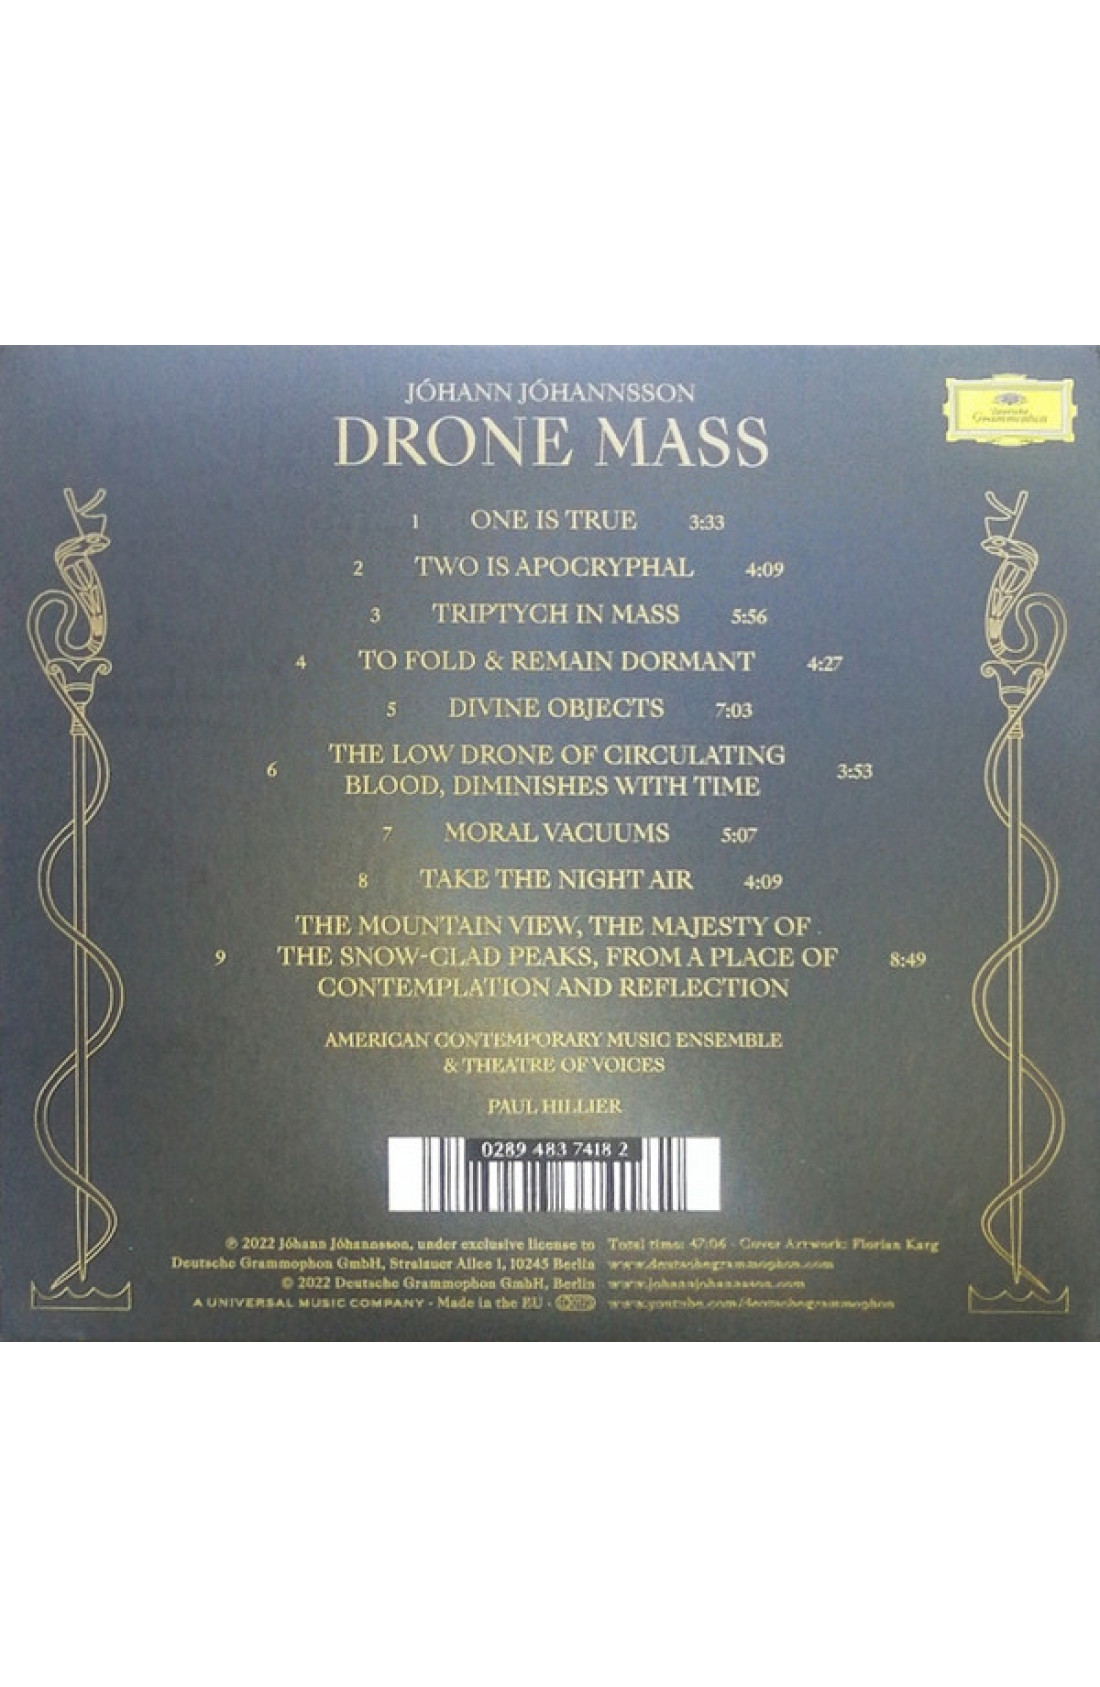 JÓHANN JÓHANNSSON
DRONE MASS
Deutsche
Grammophon
1 ONE IS TRUE 3:33
2 TWO IS APOCRYPHAL 4:09
3 TRIPTYCH IN MASS 5:56
4 TO FOLD & REMAIN DORMANT 4:27
5 DIVINE OBJECTS 7:03
6 THE LOW DRONE OF CIRCULATING
BLOOD, DIMINISHES WITH TIME 3:53
7 MORAL VACUUMS 5:07
8 TAKE THE NIGHT AIR 4:09
THE MOUNTAIN VIEW, THE MAJESTY OF
9 THE SNOW-CLAD PEAKS, FROM A PLACE OF 8:49
CONTEMPLATION AND REFLECTION
AMERICAN CONTEMPORARY MUSIC ENSEMBLE
& THEATRE OF VOICES
PAUL HILLIER
0289 483 7418 2
℗ 2022 Jóhann Jóhannsson, under exclusive license to
Deutsche Grammophon GmbH, Stralauer Allee 1, 10245 Berlin
© 2022 Deutsche Grammophon GmbH, Berlin
A UNIVERSAL MUSIC COMPANY · Made in the EU ·
Total time: 47:06 · Cover Artwork: Florian Karg
www.deutschegrammophon.com
www.johannjohannsson.com
www.youtube.com/deutschegrammophon